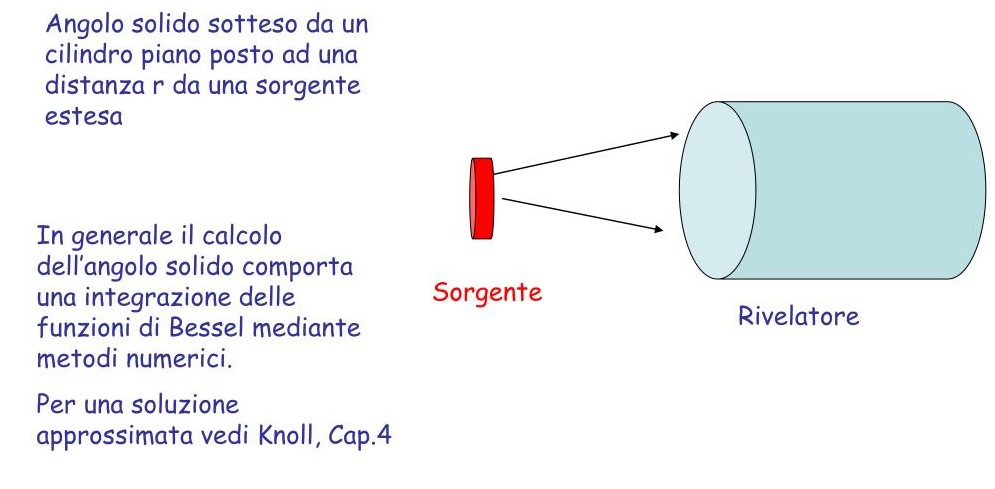 Angolo solido sotteso da un
cilindro piano posto ad una
distanza r da una sorgente
estesa
In generale il calcolo
dell'angolo solido comporta
una integrazione delle
funzioni di Bessel mediante
metodi numerici.
Per una soluzione
approssimata vedi Knoll, Cap.4
Sorgente
Rivelatore